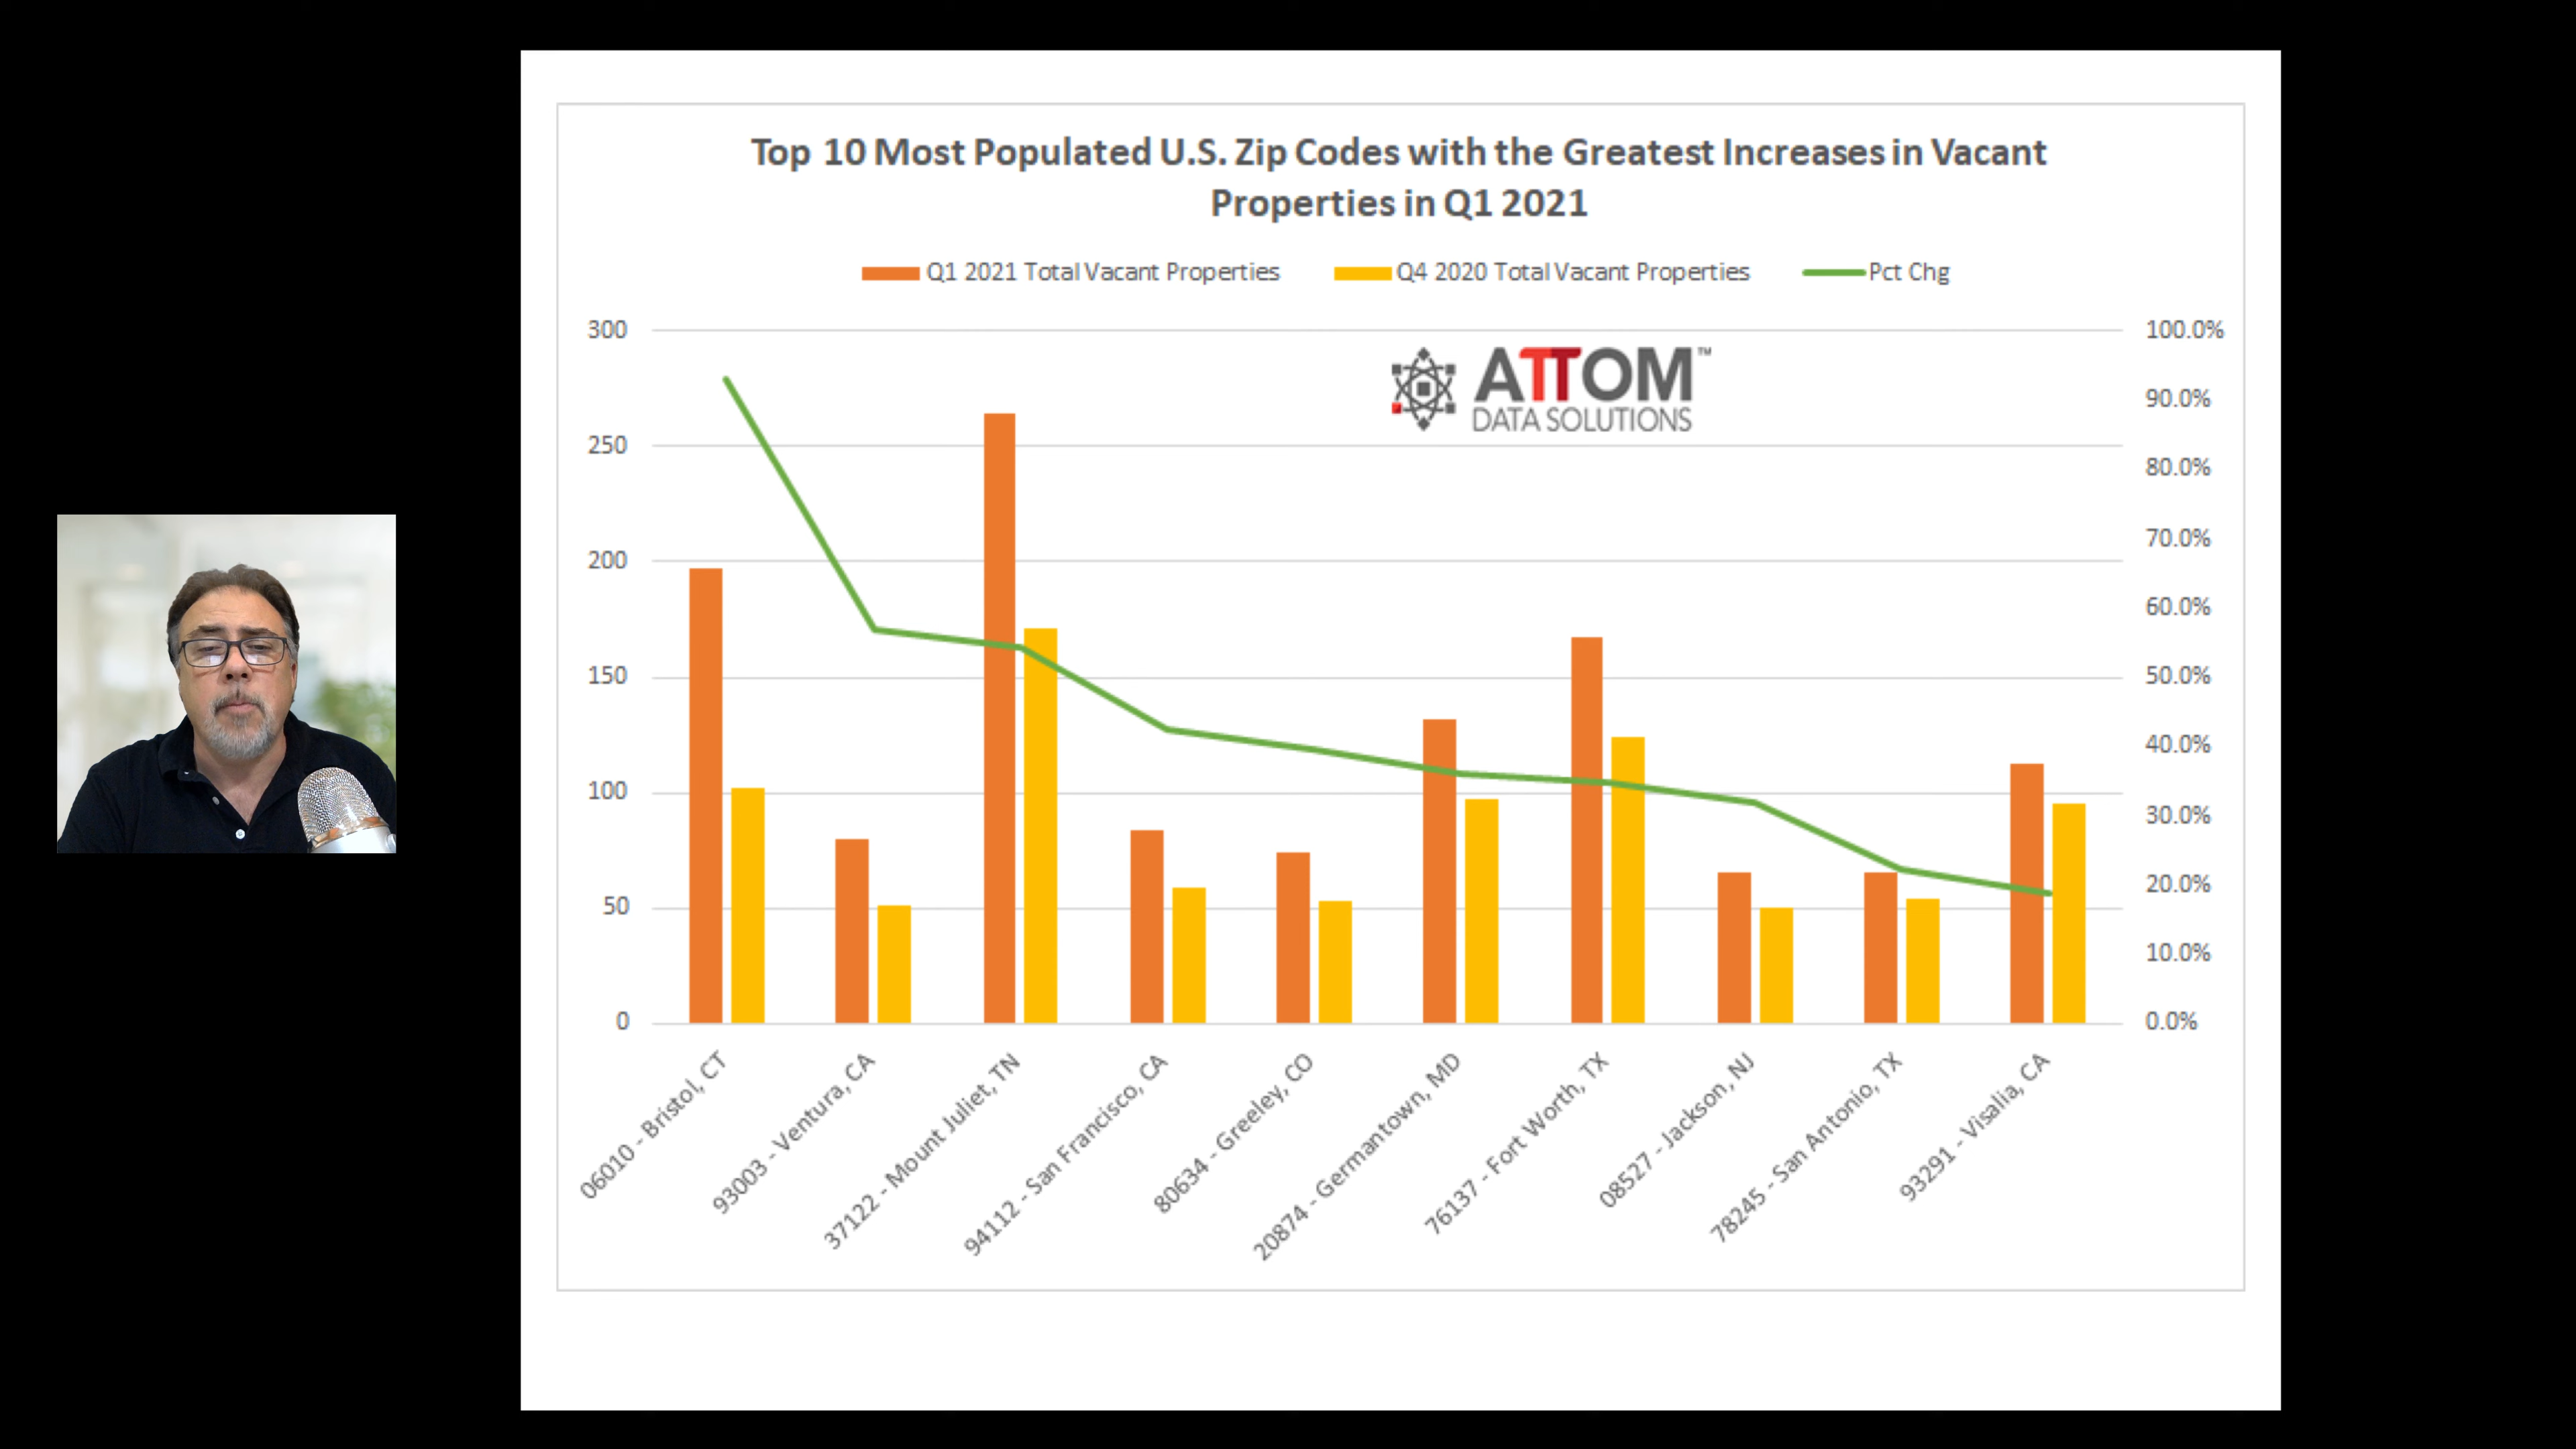 Top 10 Most Populated U.S. Zip Codes with the Greatest Increases in Vacant
Properties in Q1 2021
Q1 2021 Total Vacant Properties
Q4 2020 Total Vacant Properties
Pct Chg
300
250
200
150
100
50
0
ATTOM™
DATA SOLUTIONS
100.0%
90.0%
80.0%
70.0%
60.0%
50.0%
40.0%
30.0%
20.0%
10.0%
0.0%
06010 - Bristol, CT
93003 - Ventura, CA
37122 - Mount Juliet, TN
94112 - San Francisco, CA
80634 - Greeley, CO
20874 - Germantown, MD
76137 - Fort Worth, TX
08527 - Jackson, NJ
78245 - San Antonio, TX
93291 - Visalia, CA